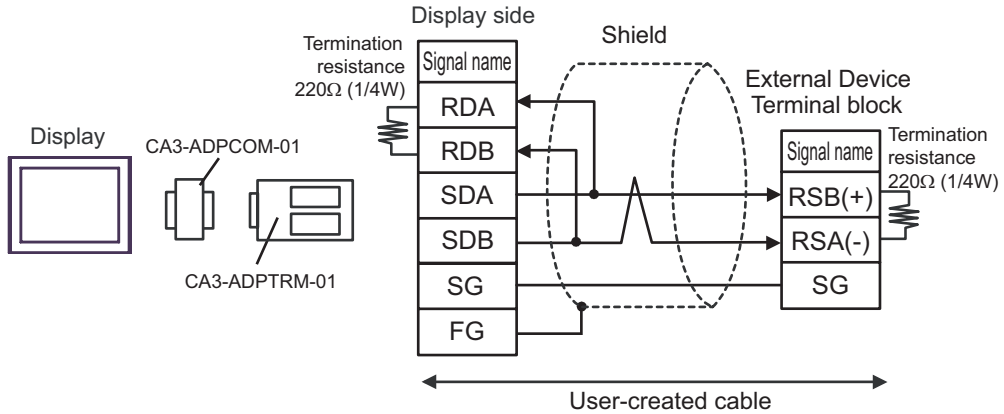 Display side
Shield
Termination
resistance
220Ω (1/4W)
Signal name
RDA
RDB
SDA
SDB
SG
FG
External Device
Terminal block
Signal name
RSB(+)
RSA(-)
SG
Termination
resistance
220Ω (1/4W)
Display
CA3-ADPCOM-01
CA3-ADPTRM-01
User-created cable